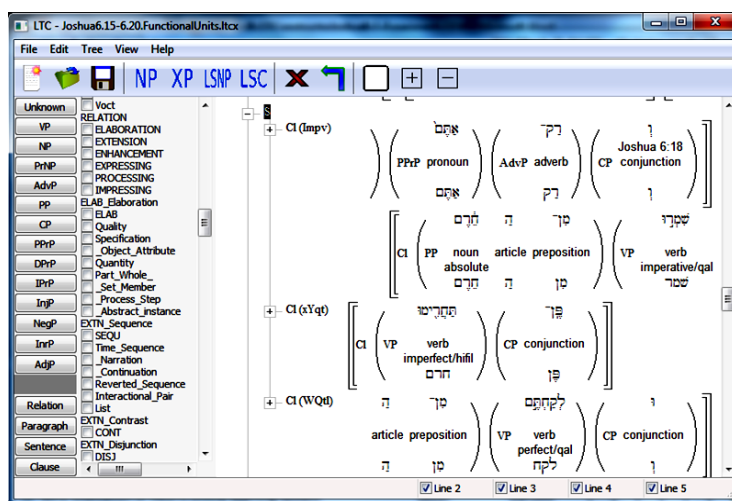 LTC - Joshua6.15-6.20.FunctionalUnits.ltcx
File Edit Tool View Help
NP XP LSNP LSC
Unknown
VP
NP
PrNP
AdvP
PP
CP
PPrP
DPrP
IPrP
InjP
NegP
InrP
AdjP
Relation
Paragraph
Sentence
Clause
Voct
RELATION
ELABORATION
EXTENSION
ENHANCEMENT
EXPRESSING
PROCESSING
IMPRESSING
ELAB_Elaboration
ELAB
Quality
Specification
_Object_Attribute
Quantity
Part_Whole_
_Set_Member
_Process_Step
_Abstract_instance
EXTN_Sequence
SEQU
Time_Sequence
_Narration
_Continuation
Reverted_Sequence
Interactional_Pair
List
EXTN_Contrast
CONT
EXTN_Disjunction
DISJ
S
Cl (Impv)
וְ רַק־ אַתֶּם֙
Joshua 6:18
PPrP pronoun AdvP adverb CP conjunction
וְ רַק אַתֶּם
שִׁמְר֣וּ מִן־ הַ חֵ֔רֶם
Cl PP noun article preposition VP verb
absolute imperative/qal
שׁמר מִן הַ חֵרֶם
Cl (xYqt)
פֶּֽן־ תַּחֲרִ֖ימוּ
Cl VP verb CP conjunction
imperfect/hifil
פֶּן חרם
Cl (WQtl)
וּ לְקַחְתֶּ֣ם מִן־ הַ
article preposition VP verb CP conjunction
perfect/qal
וְ לקח מִן הַ
Line 2 Line 3 Line 4 Line 5